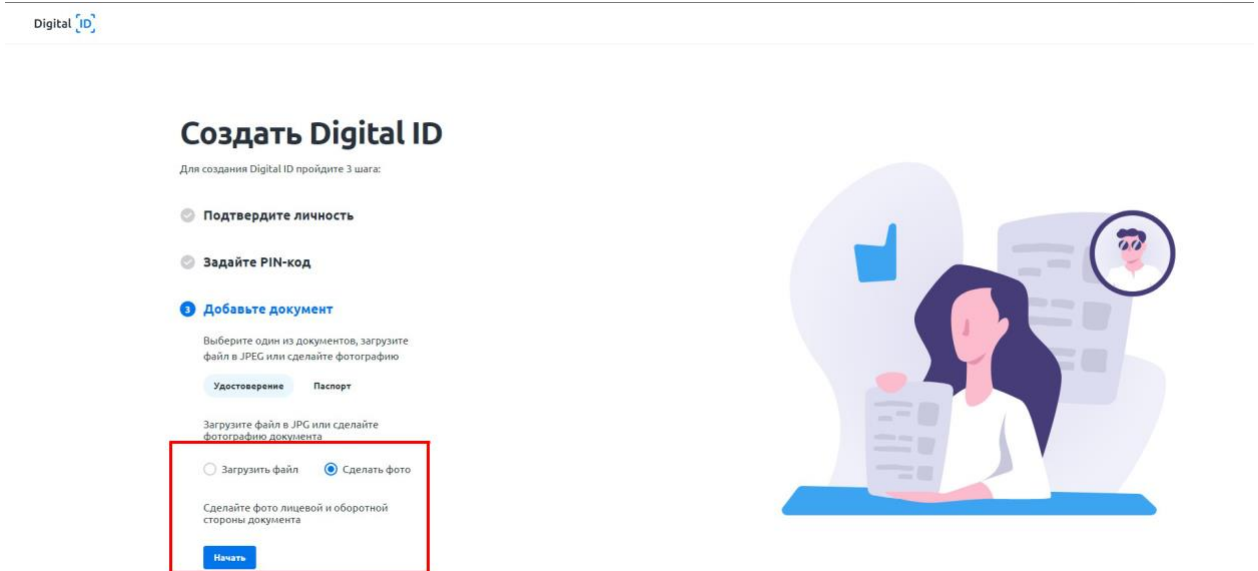 Digital ID
Создать Digital ID
Для создания Digital ID пройдите 3 шага:
Подтвердите личность
Задайте PIN-код
3 Добавьте документ
Выберите один из документов, загрузите
файл в JPEG или сделайте фотографию
Удостоверение Паспорт
Загрузите файл в JPG или сделайте
фотографию документа
Загрузить файл Сделать фото
Сделайте фото лицевой и оборотной
стороны документа
Начать